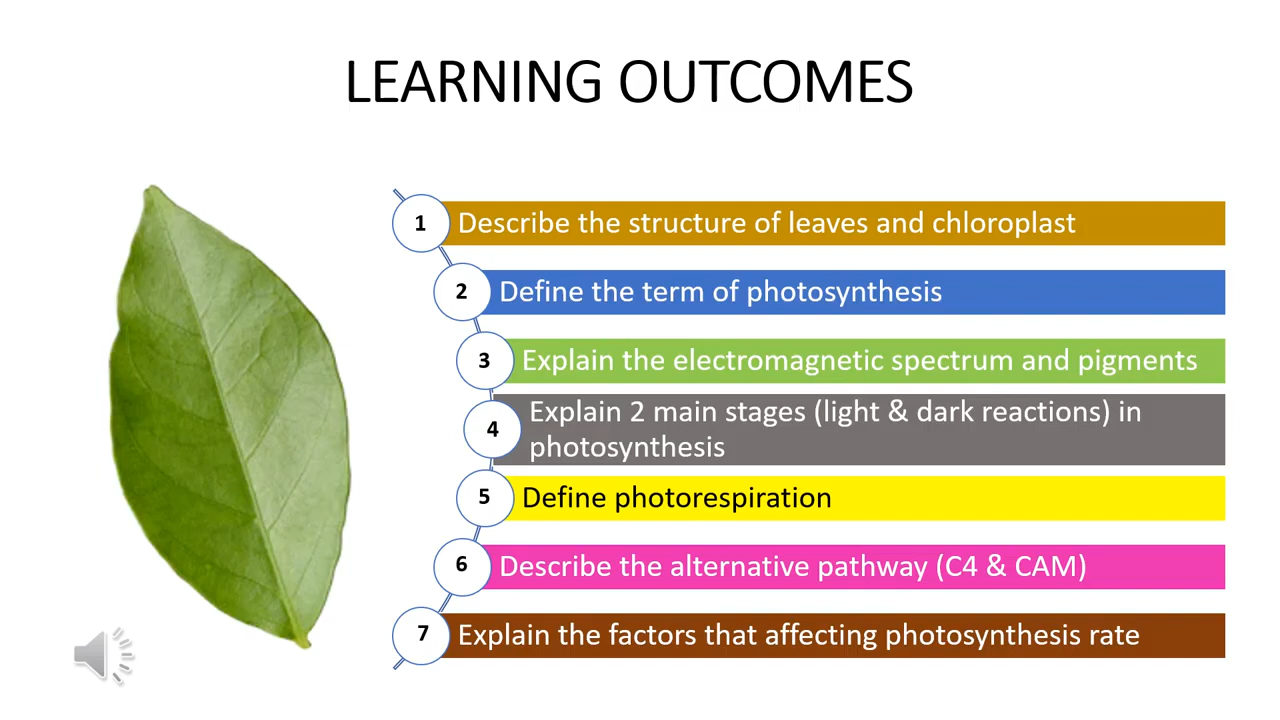 LEARNING OUTCOMES
1 Describe the structure of leaves and chloroplast
2 Define the term of photosynthesis
3 Explain the electromagnetic spectrum and pigments
4 Explain 2 main stages (light & dark reactions) in
photosynthesis
5 Define photorespiration
6 Describe the alternative pathway (C4 & CAM)
7 Explain the factors that affecting photosynthesis rate